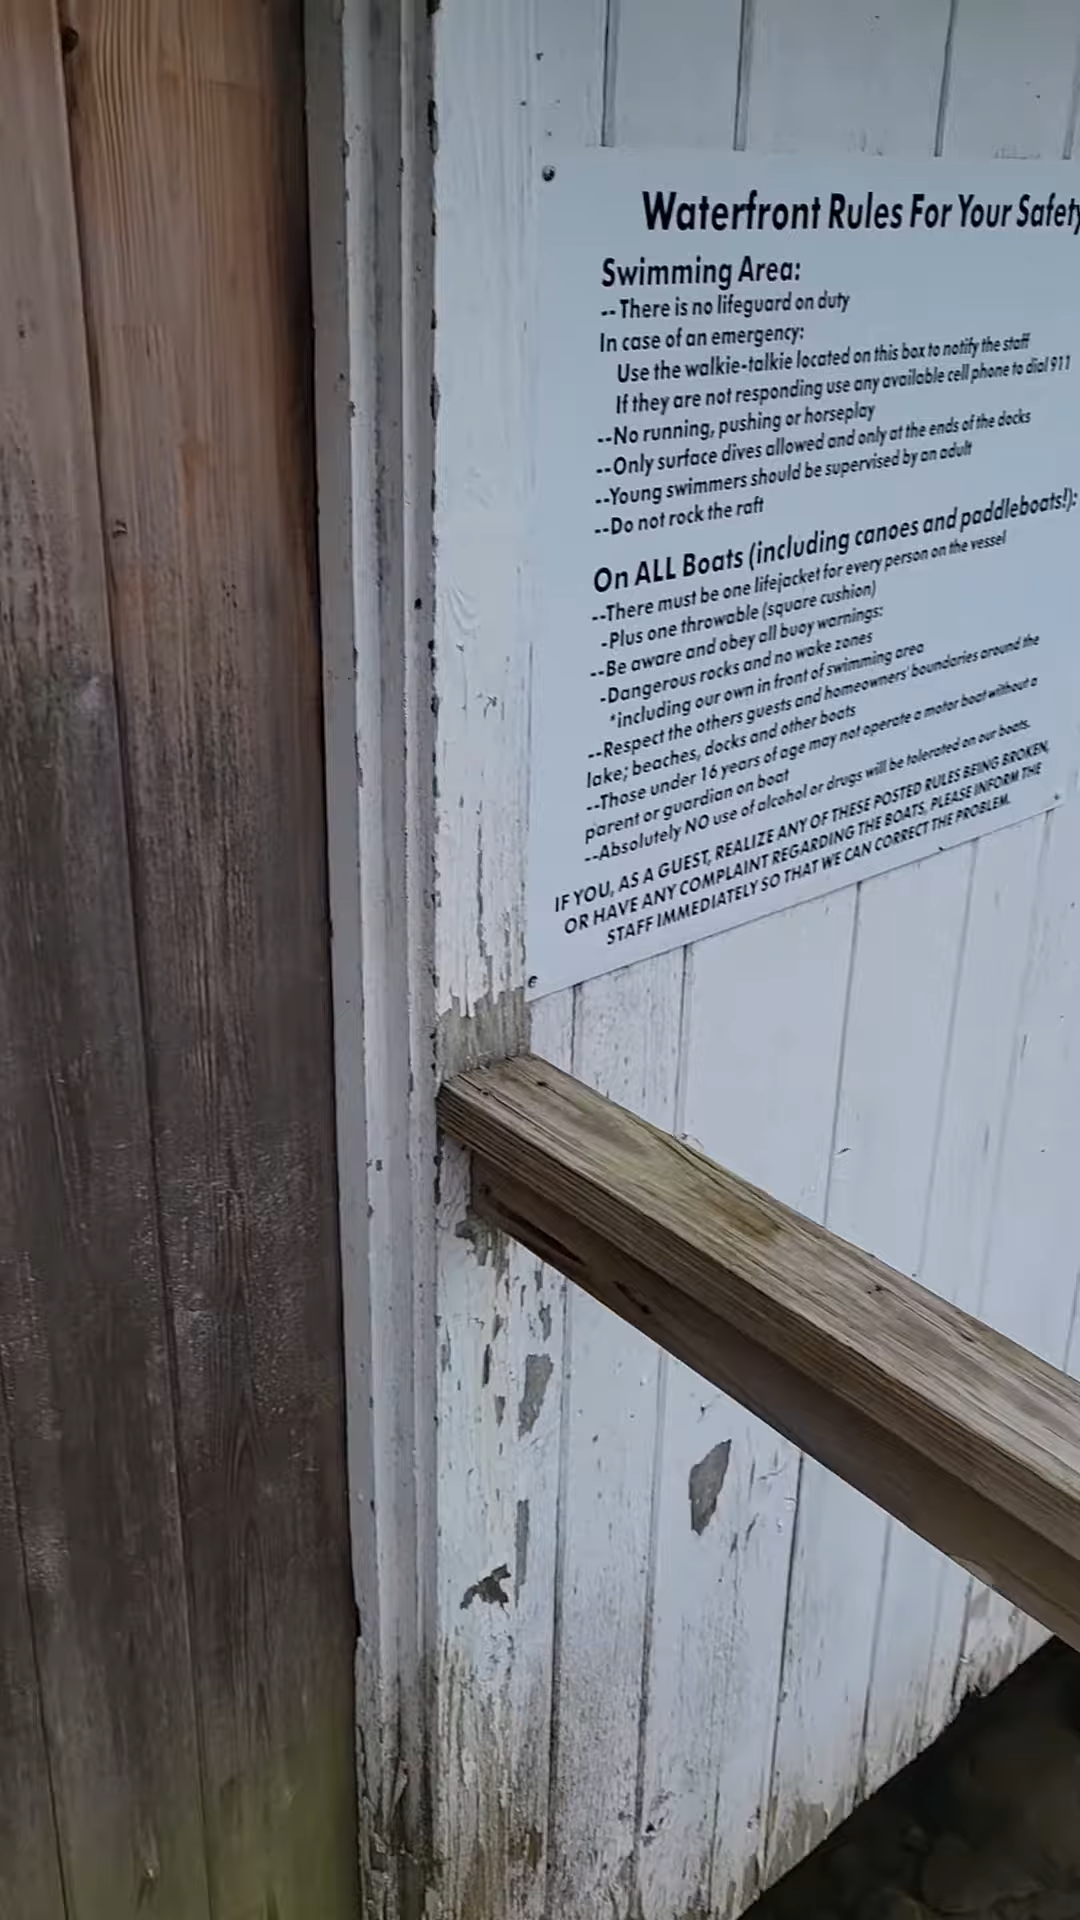 Waterfront Rules For Your Safety
Swimming Area:
-- There is no lifeguard on duty
In case of an emergency:
Use the walkie-talkie located on this box to notify the staff
If they are not responding use any available cell phone to dial 911
--No running, pushing or horseplay
--Only surface dives allowed and only at the ends of the docks
--Young swimmers should be supervised by an adult
--Do not rock the raft
On ALL Boats (including canoes and paddleboats!):
--There must be one lifejacket for every person on the vessel
-Plus one throwable (square cushion)
--Be aware and obey all buoy warnings:
-Dangerous rocks and no wake zones
*including our own in front of swimming area
--Respect the others guests and homeowners' boundaries around the
lake; beaches, docks and other boats
--Those under 16 years of age may not operate a motor boat without a
parent or guardian on boat
--Absolutely NO use of alcohol or drugs will be tolerated on our boats.
IF YOU, AS A GUEST, REALIZE ANY OF THESE POSTED RULES BEING BROKEN,
OR HAVE ANY COMPLAINT REGARDING THE BOATS, PLEASE INFORM THE
STAFF IMMEDIATELY SO THAT WE CAN CORRECT THE PROBLEM.